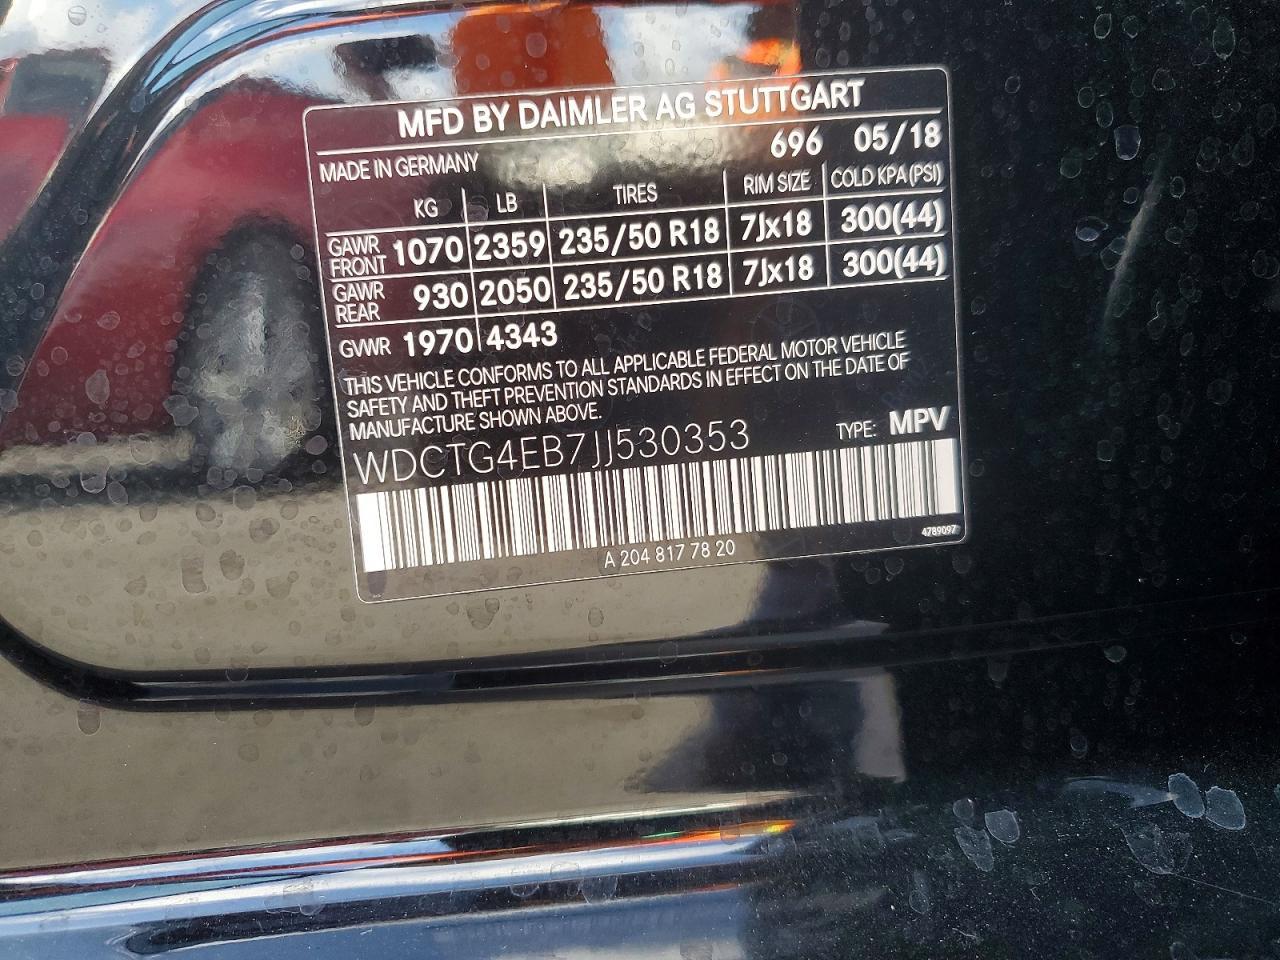 MFD BY DAIMLER AG STUTTGART
696 05/18
MADE IN GERMANY
KG LB TIRES RIM SIZE COLD KPA (PSI)
GAWR FRONT 1070 2359 235/50 R18 7Jx18 300(44)
GAWR REAR 930 2050 235/50 R18 7Jx18 300(44)
GVWR 1970 4343
THIS VEHICLE CONFORMS TO ALL APPLICABLE FEDERAL MOTOR VEHICLE
SAFETY AND THEFT PREVENTION STANDARDS IN EFFECT ON THE DATE OF
MANUFACTURE SHOWN ABOVE.
WDCTG4EB7JJ530353 TYPE: MPV
A 204 817 78 20
4789097